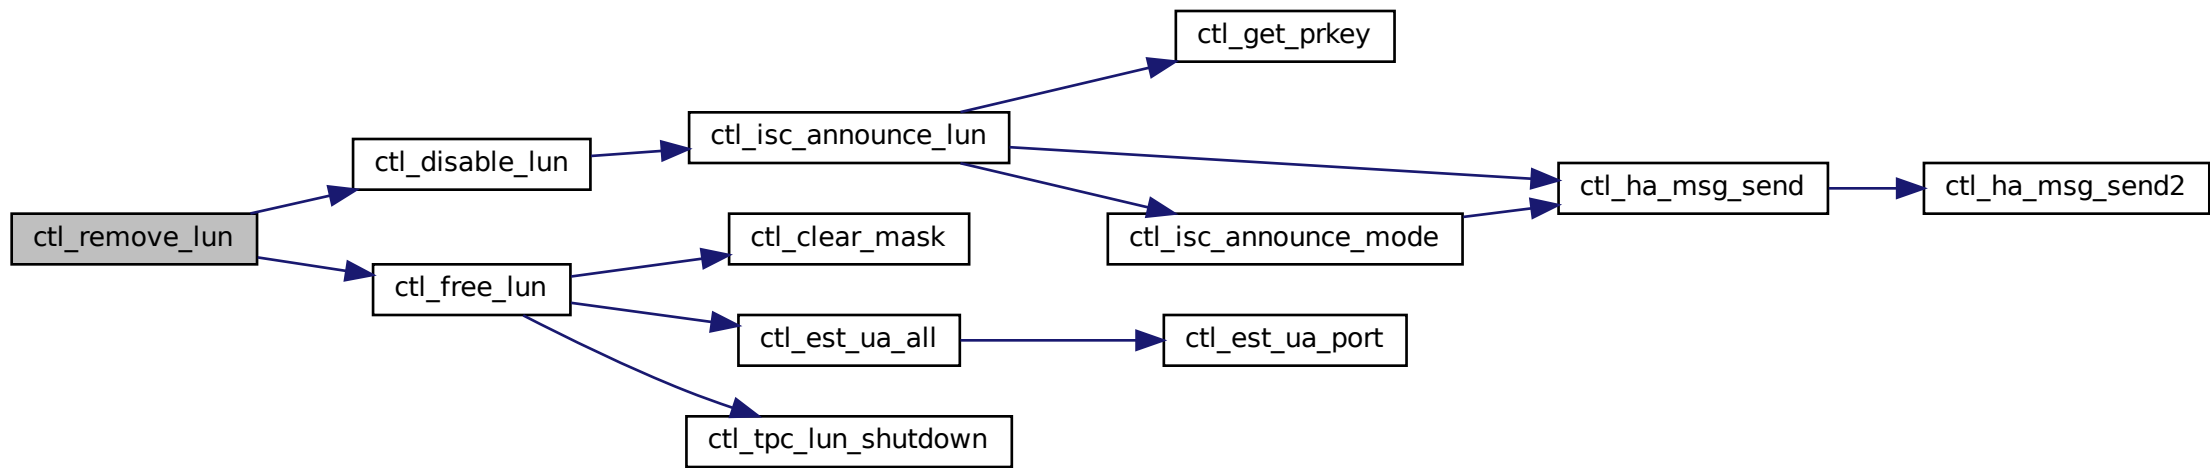 ctl_get_prkey
ctl_isc_announce_lun
ctl_disable_lun
ctl_ha_msg_send
ctl_ha_msg_send2
ctl_remove_lun
ctl_clear_mask
ctl_isc_announce_mode
ctl_free_lun
ctl_est_ua_all
ctl_est_ua_port
ctl_tpc_lun_shutdown